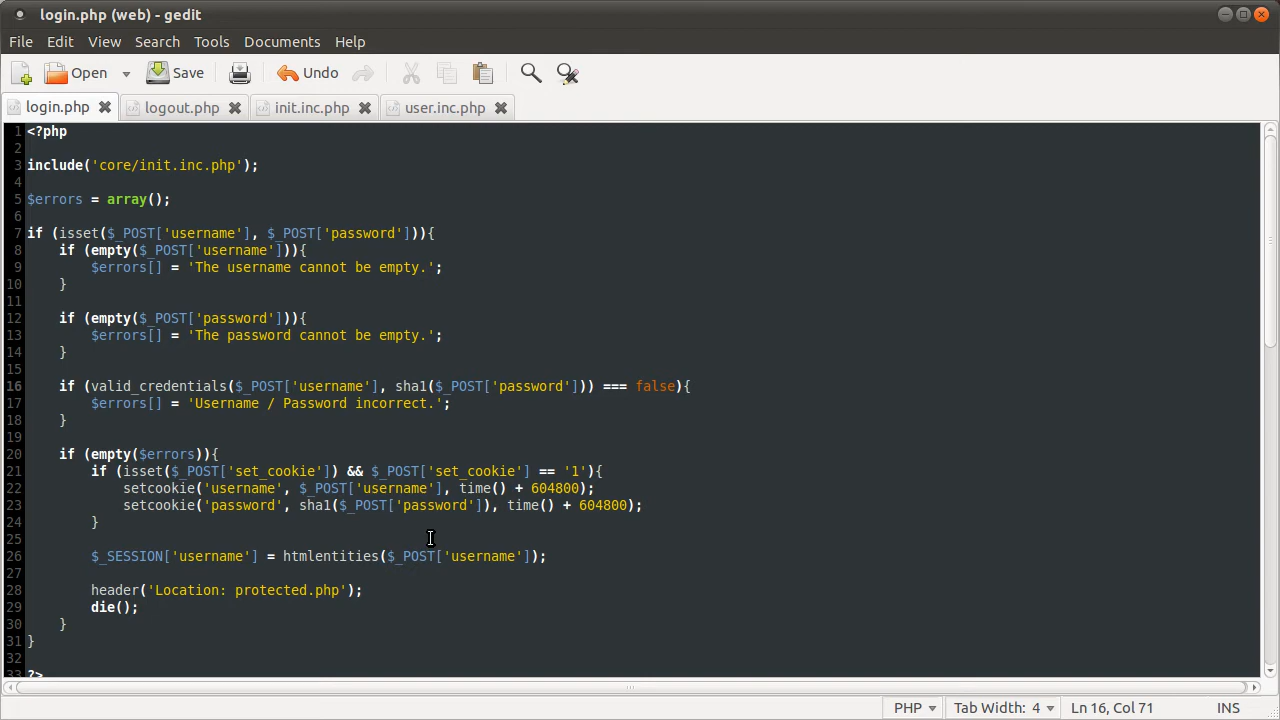 login.php (web) - gedit
File Edit View Search Tools Documents Help
Open Save Undo
login.php logout.php init.inc.php user.inc.php
1 <?php
2
3 include('core/init.inc.php');
4
5 $errors = array();
6
7 if (isset($_POST['username'], $_POST['password'])){
8     if (empty($_POST['username'])){
9         $errors[] = 'The username cannot be empty.';
10     }
11
12     if (empty($_POST['password'])){
13         $errors[] = 'The password cannot be empty.';
14     }
15
16     if (valid_credentials($_POST['username'], sha1($_POST['password'])) === false){
17         $errors[] = 'Username / Password incorrect.';
18     }
19
20     if (empty($errors)){
21         if (isset($_POST['set_cookie']) && $_POST['set_cookie'] == '1'){
22             setcookie('username', $_POST['username'], time() + 604800);
23             setcookie('password', sha1($_POST['password']), time() + 604800);
24         }
25
26         $_SESSION['username'] = htmlentities($_POST['username']);
27
28         header('Location: protected.php');
29         die();
30     }
31 }
32
33 ?>
PHP Tab Width: 4 Ln 16, Col 71 INS